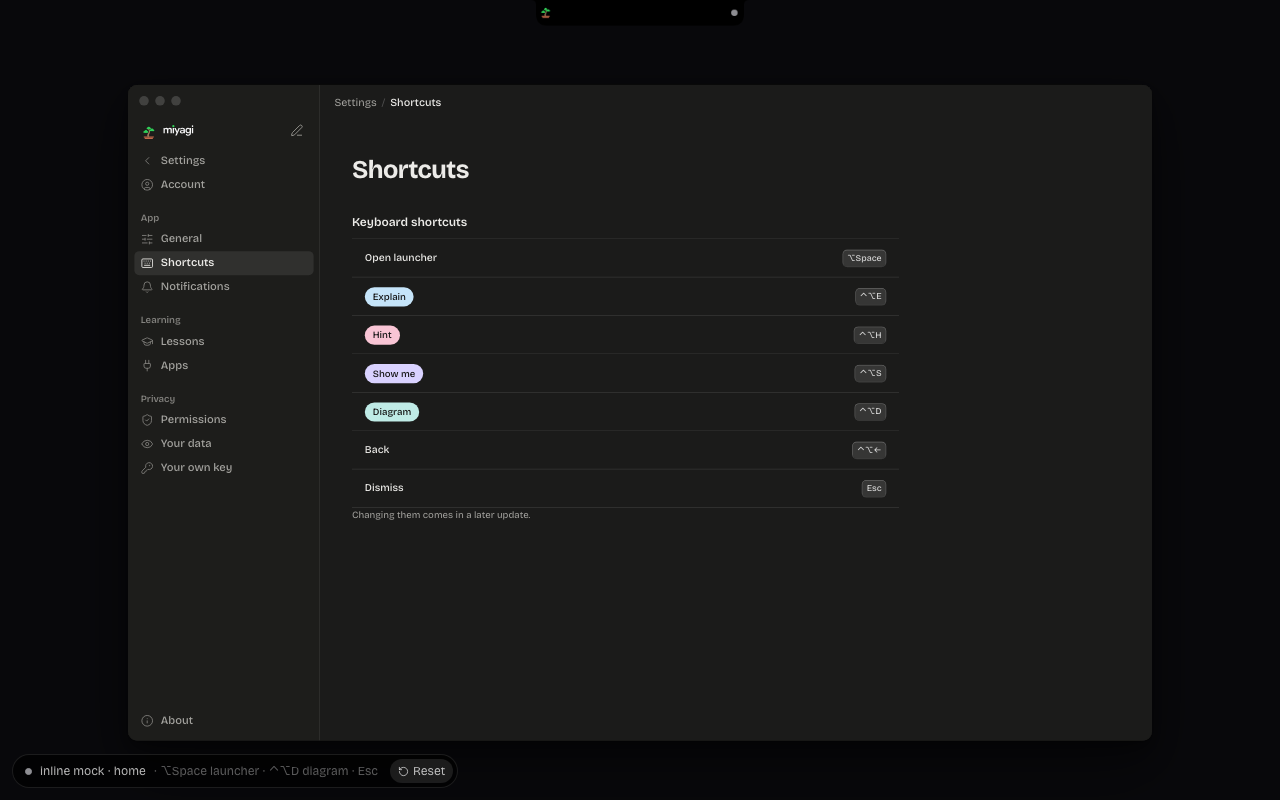 miyagi
Settings
Account
App
General
Shortcuts
Notifications
Learning
Lessons
Apps
Privacy
Permissions
Your data
Your own key
About
Settings / Shortcuts
Shortcuts
Keyboard shortcuts
Open launcher ⌥Space
Explain ^⌥E
Hint ^⌥H
Show me ^⌥S
Diagram ^⌥D
Back ^⌥←
Dismiss Esc
Changing them comes in a later update.
inline mock · home · ⌥Space launcher · ^⌥D diagram · Esc Reset